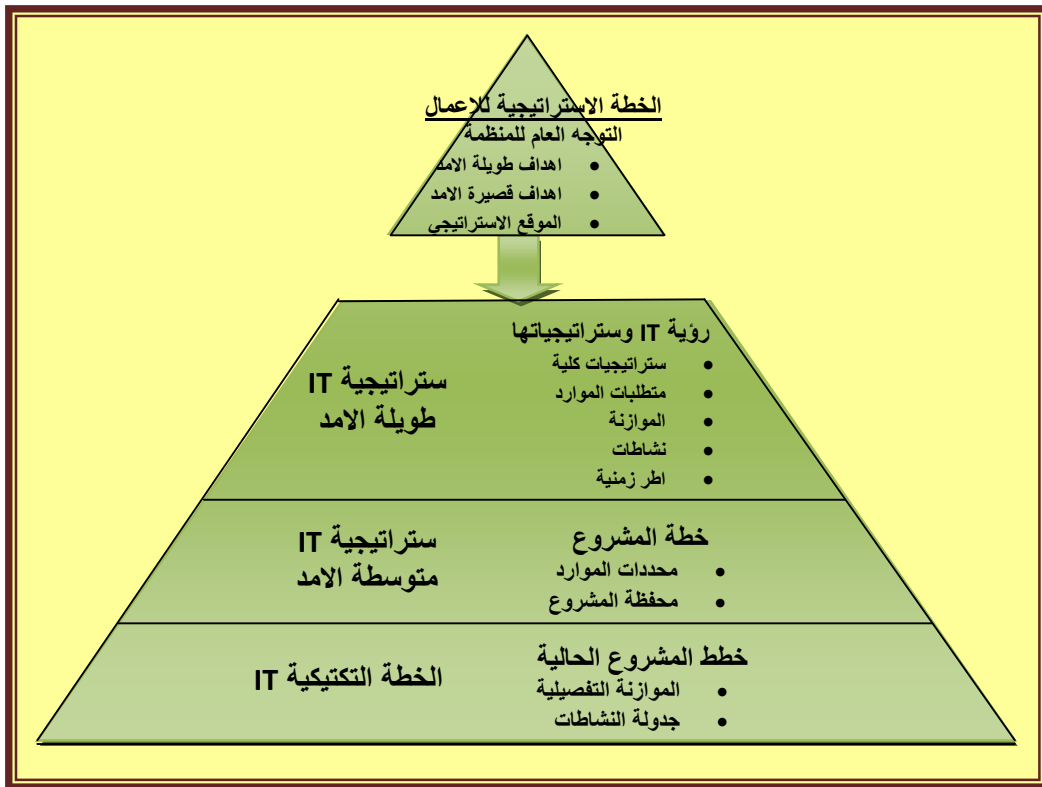 الخطة الاستراتيجية للاعمال
التوجه العام للمنظمة
• اهداف طويلة الامد
• اهداف قصيرة الامد
• الموقع الاستراتيجي
رؤية IT وستراتيجياتها
• ستراتيجيات كلية
• متطلبات الموارد
• الموازنة
• نشاطات
• اطر زمنية
ستراتيجية IT
طويلة الامد
خطة المشروع
• محددات الموارد
• محفظة المشروع
ستراتيجية IT
متوسطة الامد
خطط المشروع الحالية
• الموازنة التفصيلية
• جدولة النشاطات
الخطة التكتيكية IT